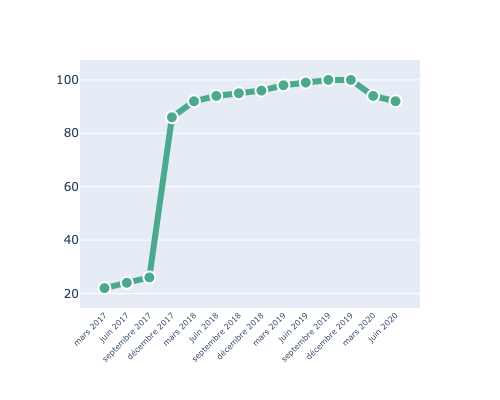 100
80
60
40
20
mars 2017
juin 2017
septembre 2017
décembre 2017
mars 2018
juin 2018
septembre 2018
décembre 2018
mars 2019
juin 2019
septembre 2019
décembre 2019
mars 2020
juin 2020